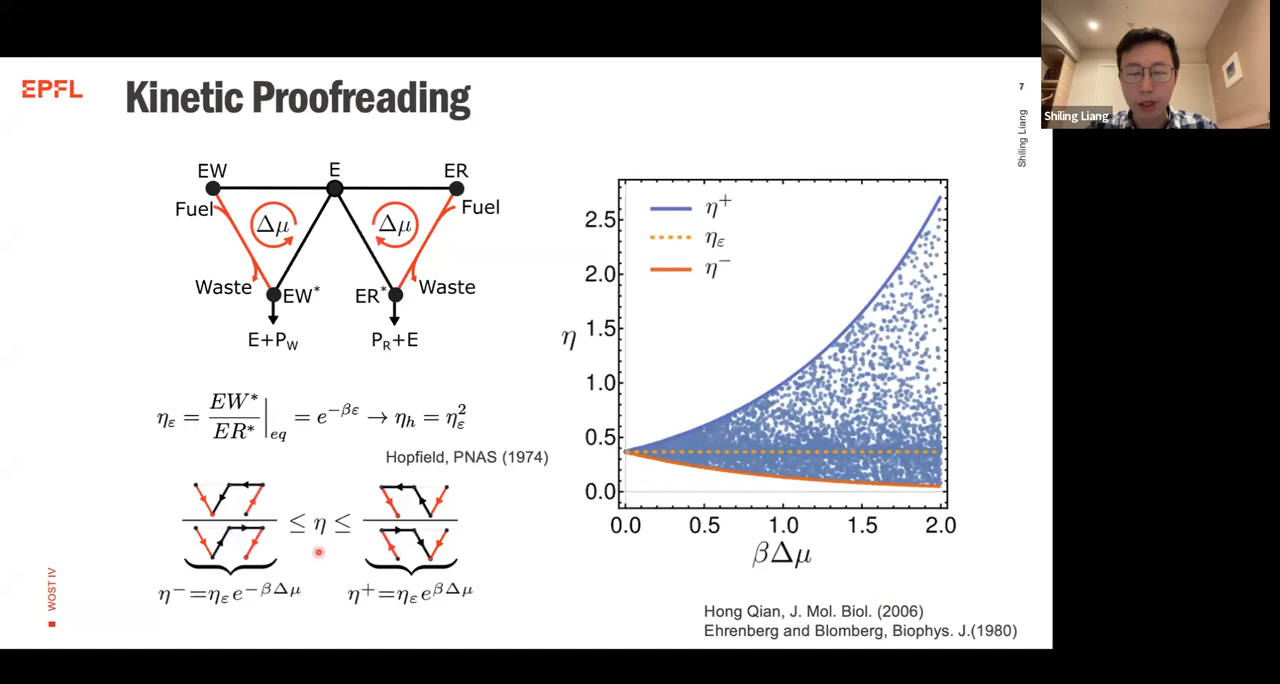 EPFL
Kinetic Proofreading
7
Shiling Liang
Shiling Liang
EW
E
ER
Fuel
Δμ
Δμ
Fuel
Waste
EW*
ER*
Waste
E+P_W
P_R+E
η_ε = EW*/ER* |_eq = e^{-βε} → η_h = η_ε^2
Hopfield, PNAS (1974)
≤ η ≤
η^- = η_ε e^{-βΔμ}
η^+ = η_ε e^{βΔμ}
WOST IV
η^+
η_ε
η^-
2.5
2.0
1.5
1.0
0.5
0.0
η
0.0 0.5 1.0 1.5 2.0
βΔμ
Hong Qian, J. Mol. Biol. (2006)
Ehrenberg and Blomberg, Biophys. J.(1980)